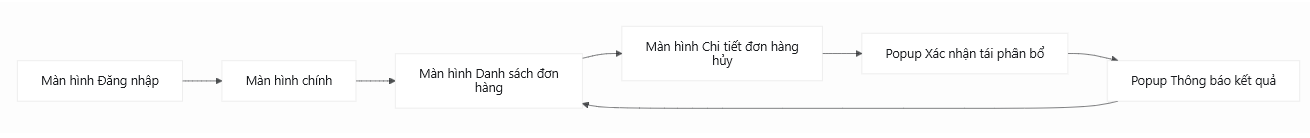 Màn hình Đăng nhập
Màn hình chính
Màn hình Danh sách đơn
hàng
Màn hình Chi tiết đơn hàng
hủy
Popup Xác nhận tái phân bổ
Popup Thông báo kết quả